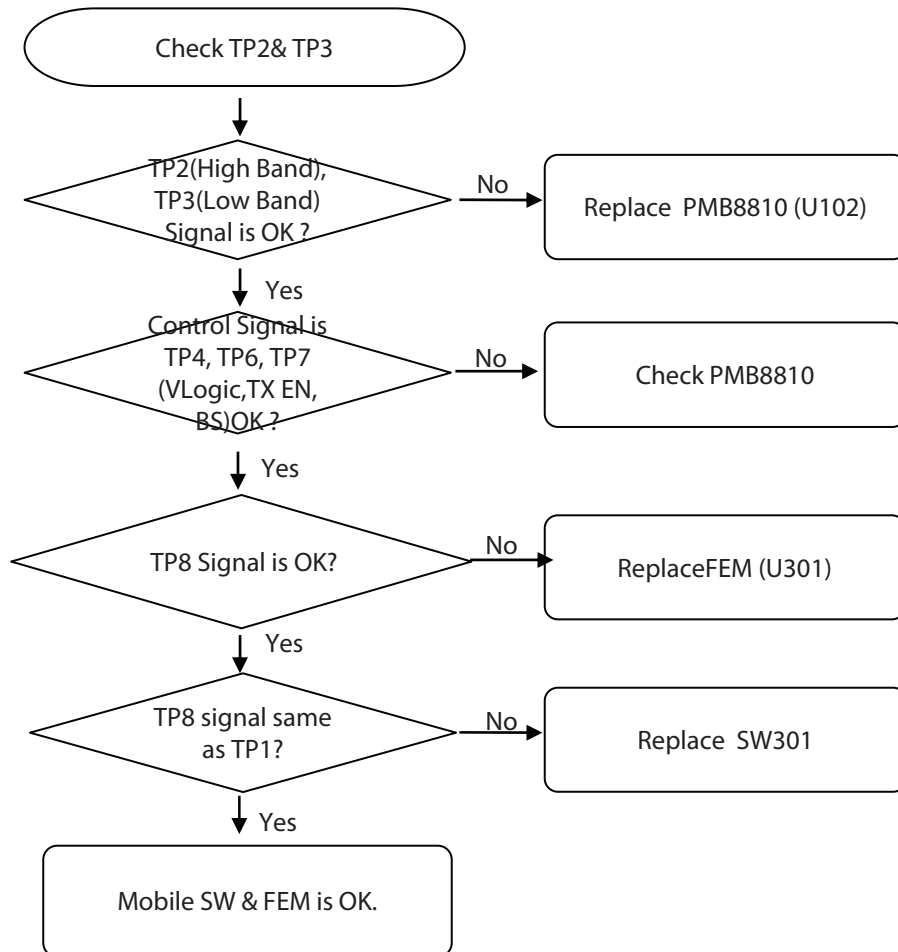 Check TP2& TP3
TP2(High Band),
TP3(Low Band)
Signal is OK ?
No
Replace PMB8810 (U102)
Yes
Control Signal is
TP4, TP6, TP7
(VLogic,TX EN,
BS)OK ?
No
Check PMB8810
Yes
TP8 Signal is OK?
No
ReplaceFEM (U301)
Yes
TP8 signal same
as TP1?
No
Replace SW301
Yes
Mobile SW & FEM is OK.